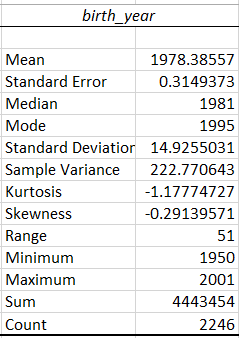 birth_year
Mean 1978.38557
Standard Error 0.3149373
Median 1981
Mode 1995
Standard Deviation 14.9255031
Sample Variance 222.770643
Kurtosis -1.17774727
Skewness -0.29139571
Range 51
Minimum 1950
Maximum 2001
Sum 4443454
Count 2246